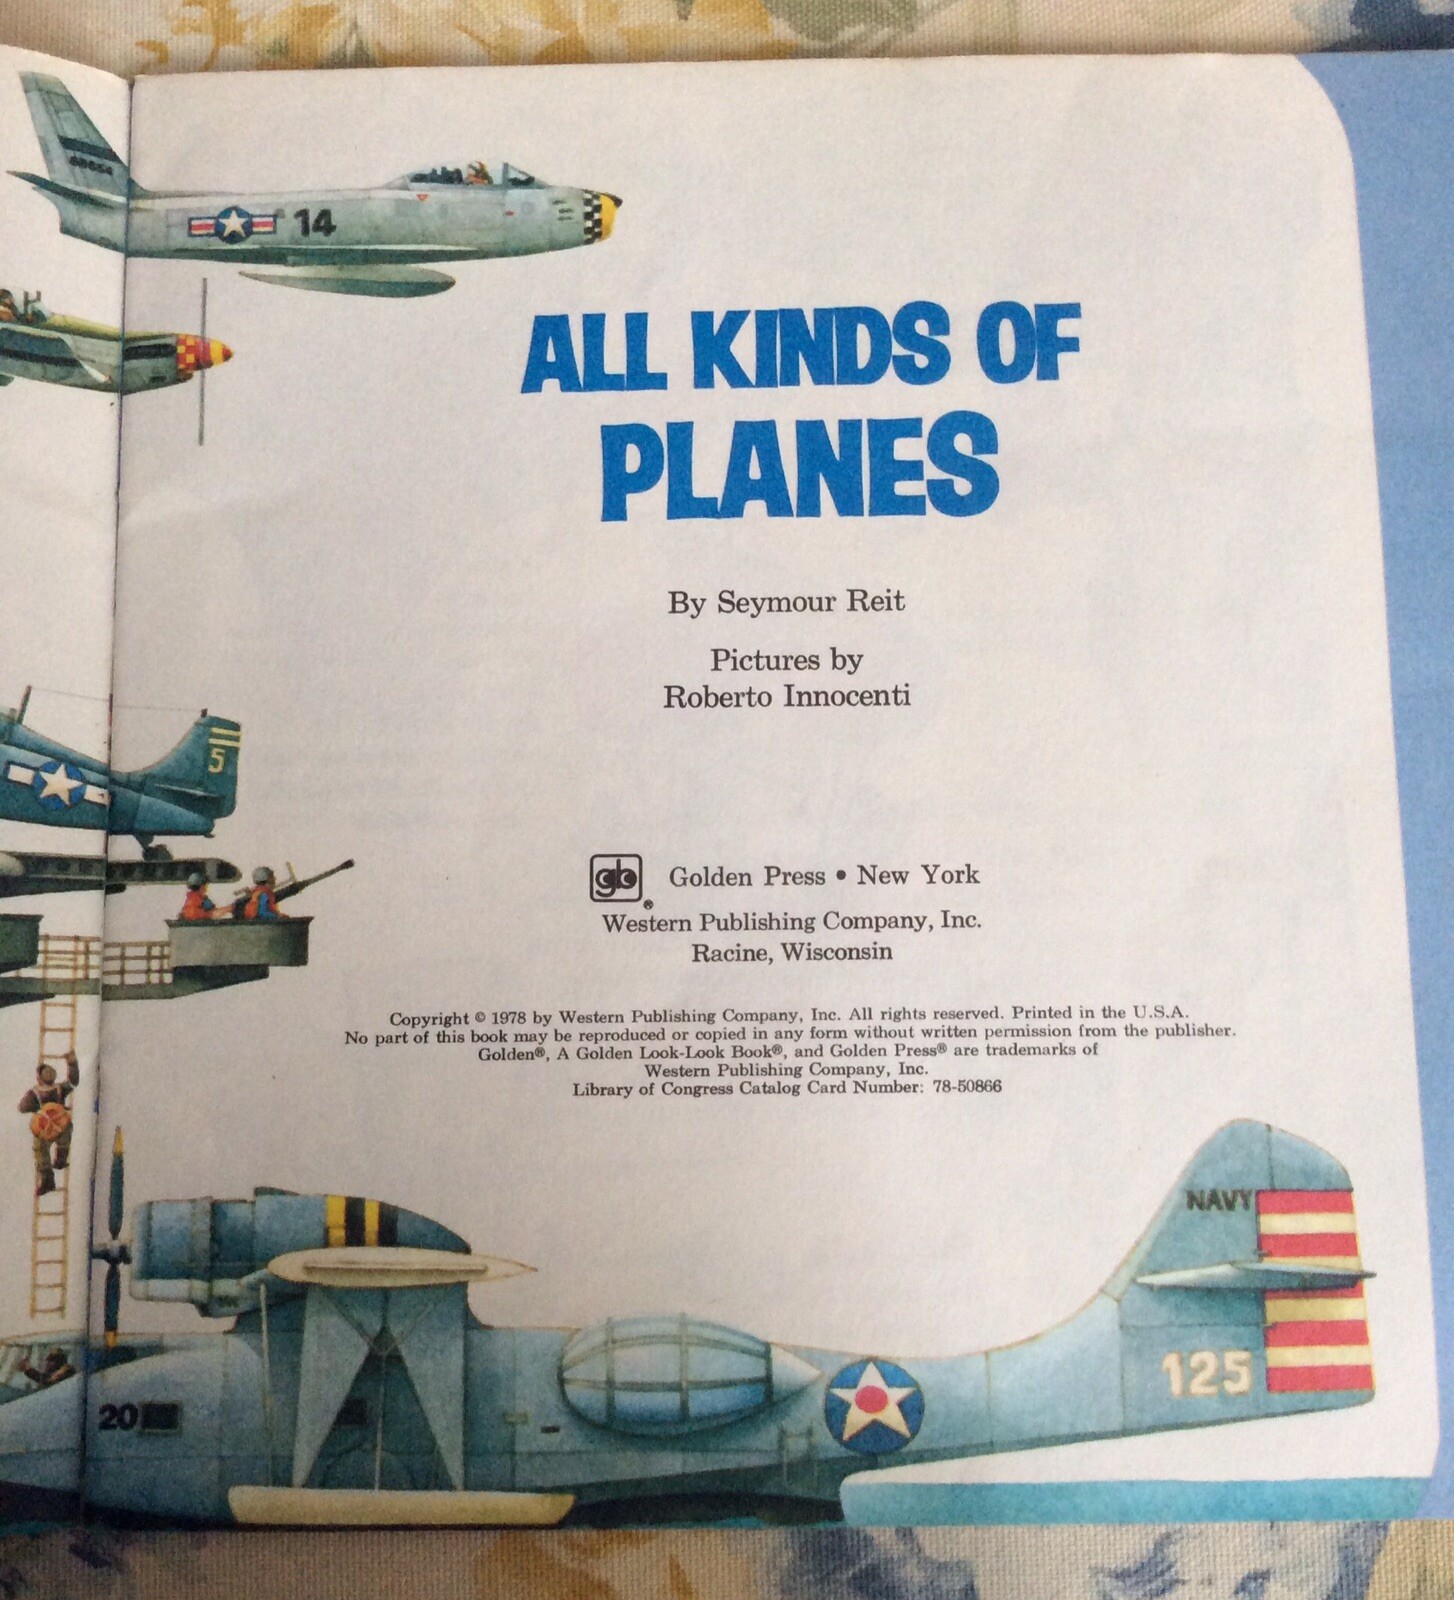 14
ALL KINDS OF
PLANES
By Seymour Reit
Pictures by
Roberto Innocenti
5
gb® Golden Press • New York
Western Publishing Company, Inc.
Racine, Wisconsin
Copyright © 1978 by Western Publishing Company, Inc. All rights reserved. Printed in the U.S.A.
No part of this book may be reproduced or copied in any form without written permission from the publisher.
Golden®, A Golden Look-Look Book®, and Golden Press® are trademarks of
Western Publishing Company, Inc.
Library of Congress Catalog Card Number: 78-50866
NAVY
125
20